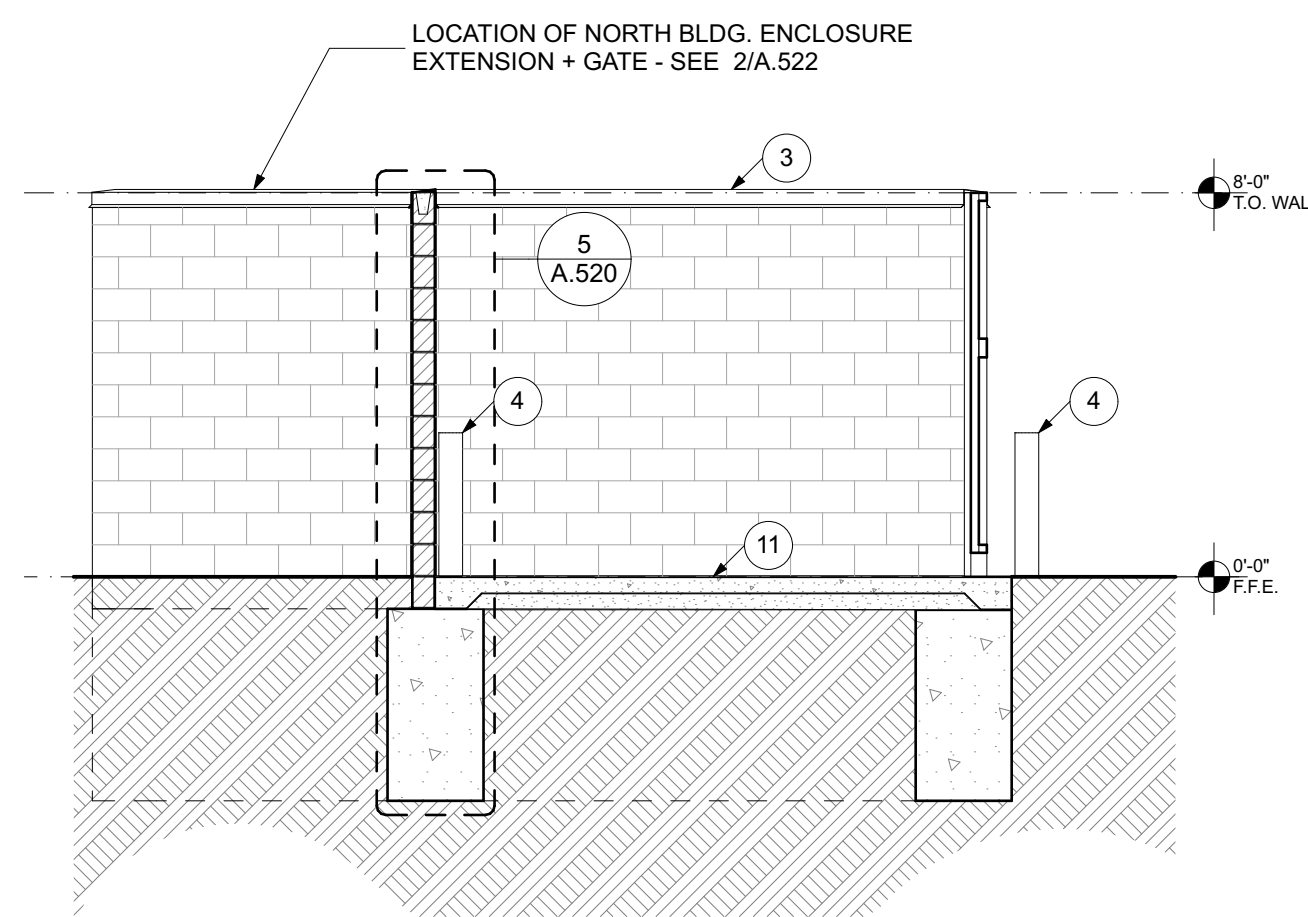 LOCATION OF NORTH BLDG. ENCLOSURE
EXTENSION + GATE - SEE 2/A.522
3
8'-0"
T.O. WAL
5
A.520
4
4
11
0'-0"
F.F.E.